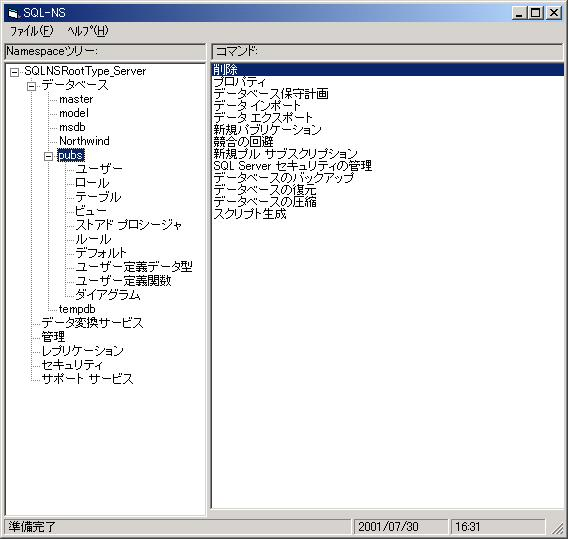 SQL-NS
ファイル(F) ヘルプ(H)
Namespaceツリー:
SQLNSRootType_Server
データベース
master
model
msdb
Northwind
pubs
ユーザー
ロール
テーブル
ビュー
ストアド プロシージャ
ルール
デフォルト
ユーザー定義データ型
ユーザー定義関数
ダイアグラム
tempdb
データ変換サービス
管理
レプリケーション
セキュリティ
サポート サービス
コマンド:
削除
プロパティ
データベース保守計画
データ インポート
データ エクスポート
新規パブリケーション
競合の回避
新規プル サブスクリプション
SQL Server セキュリティの管理
データベースのバックアップ
データベースの復元
データベースの圧縮
スクリプト生成
準備完了 2001/07/30 16:31